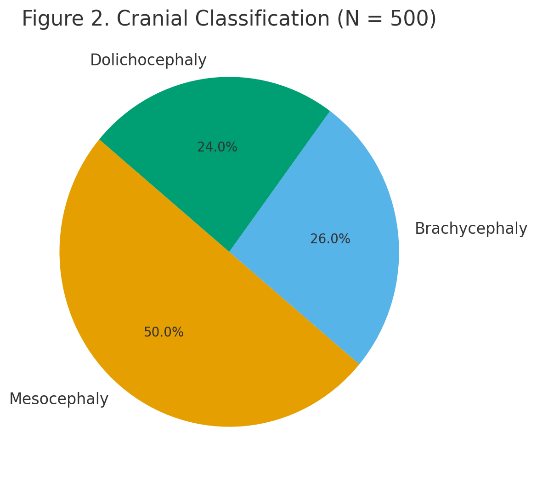 Figure 2. Cranial Classification (N = 500)
Dolichocephaly
24.0%
Brachycephaly
26.0%
50.0%
Mesocephaly